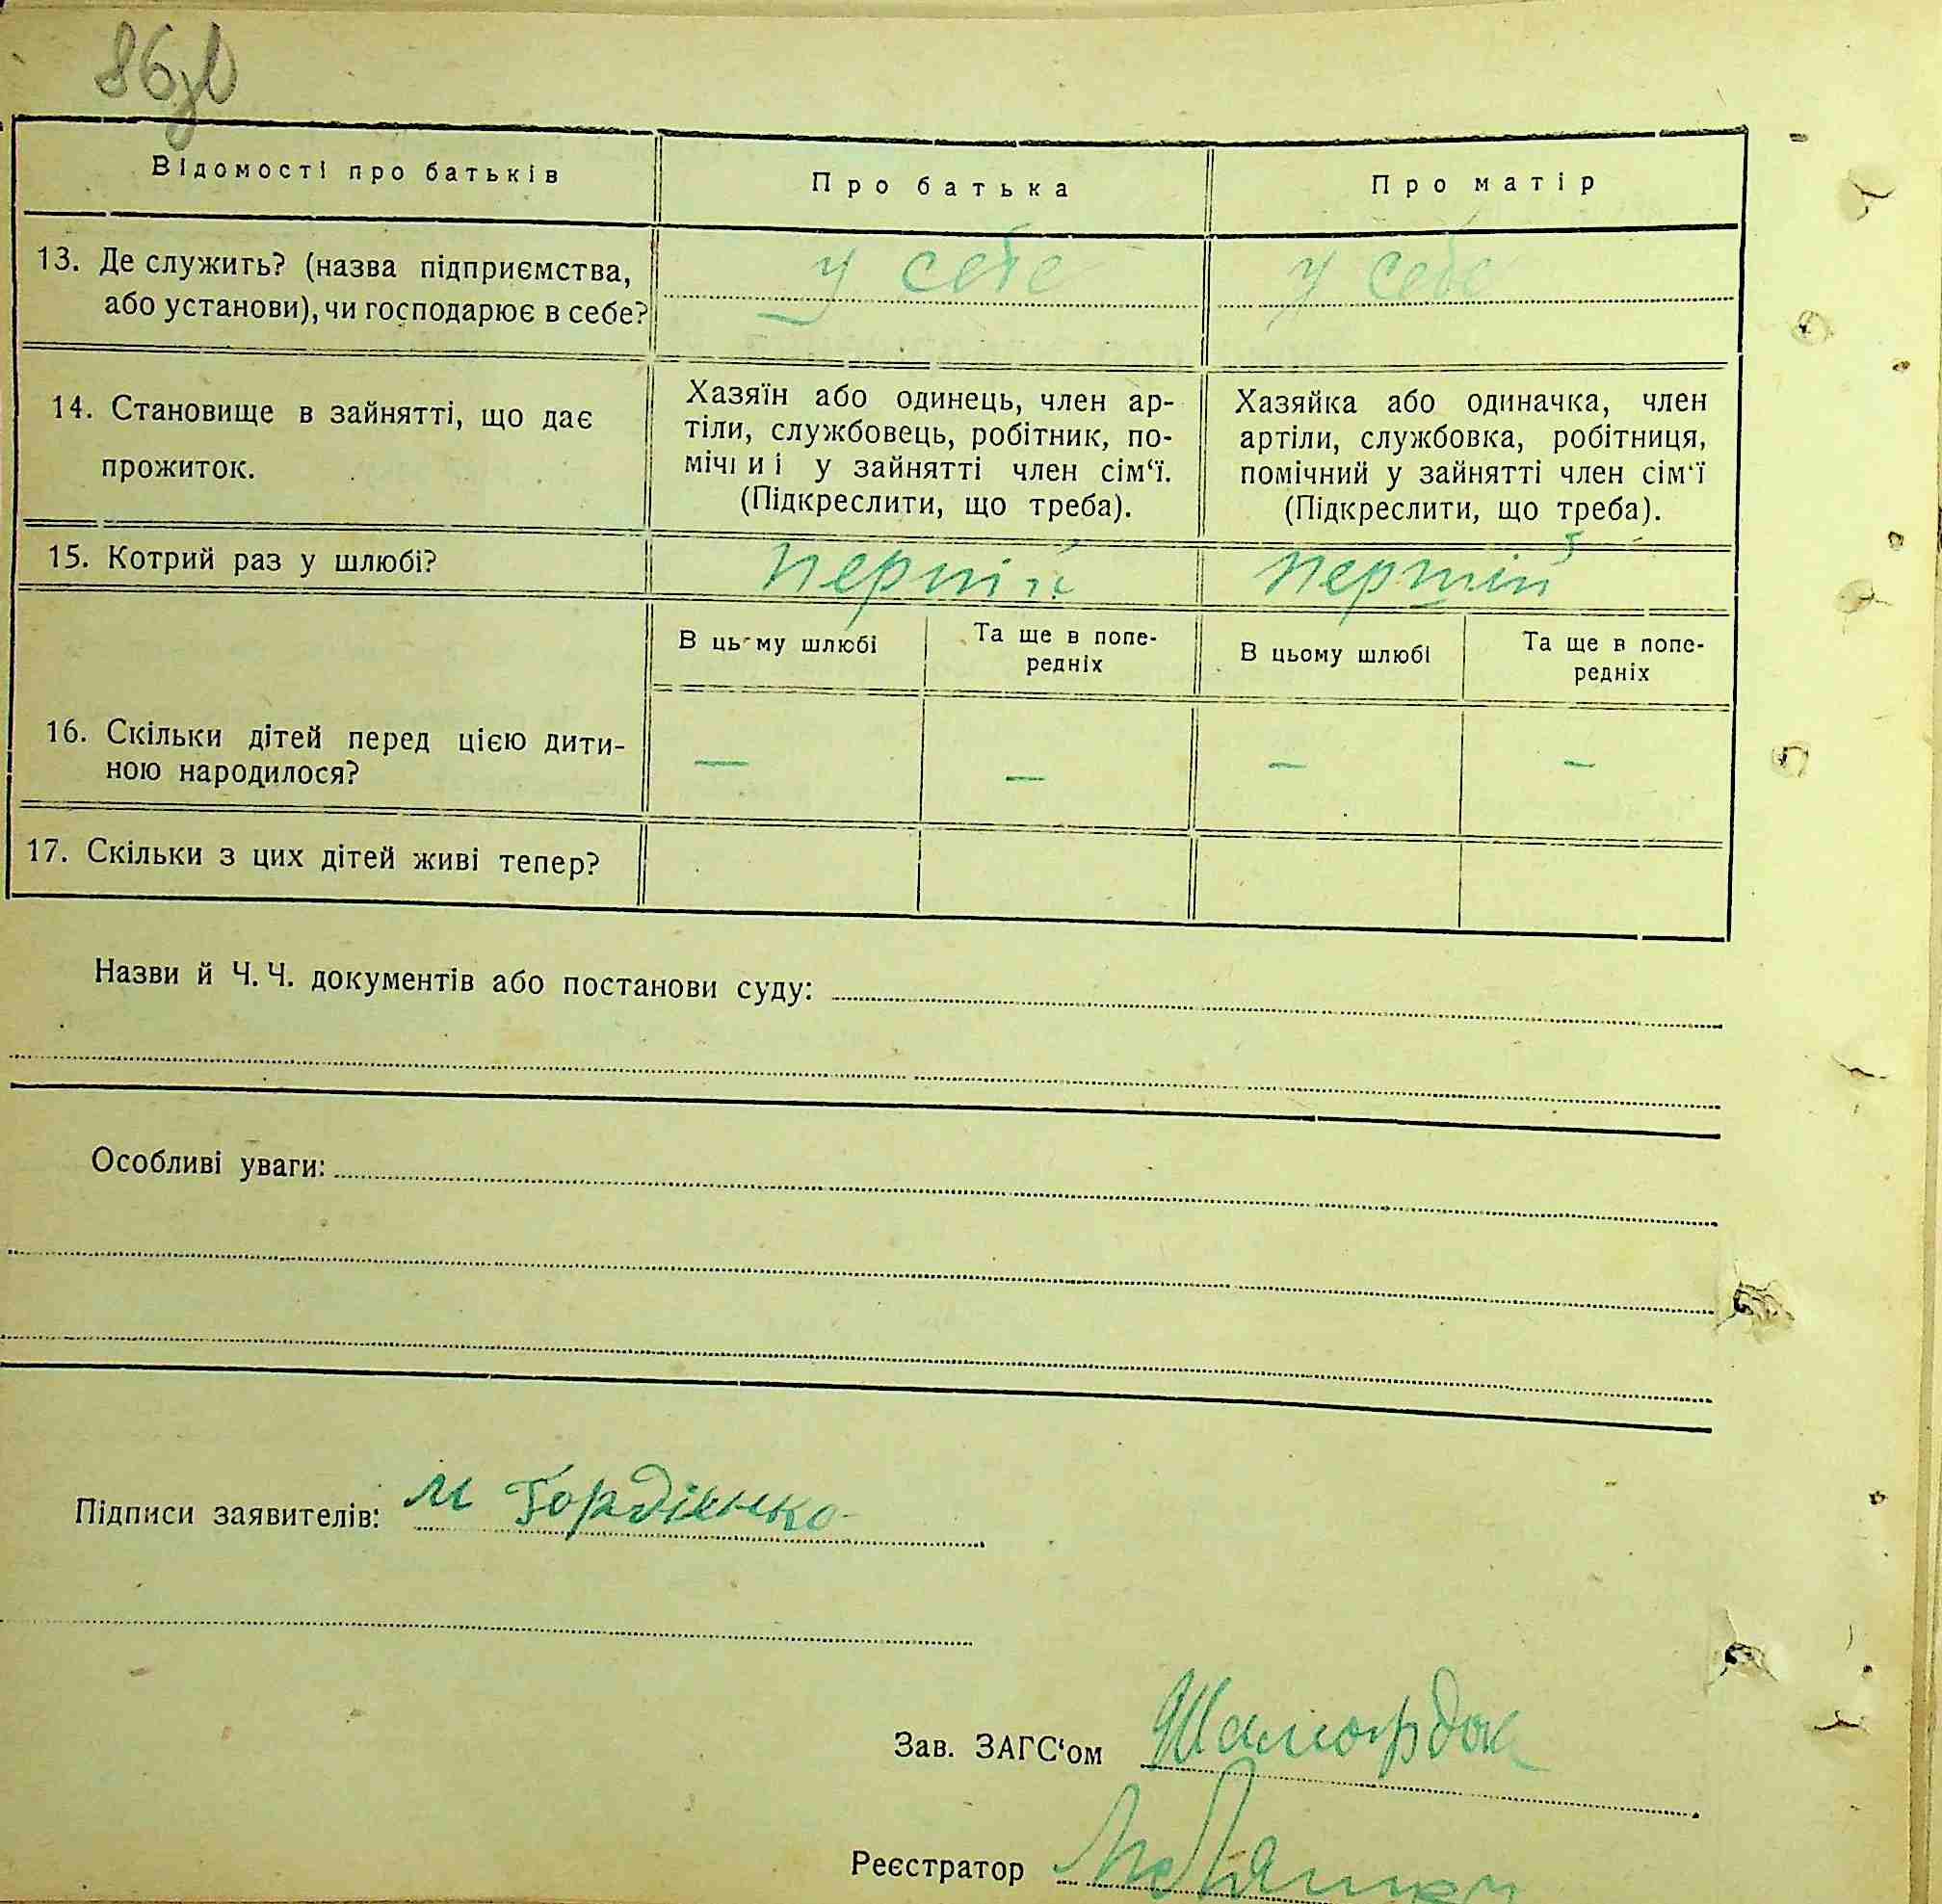 86зв
Відомості про батьків
Про батька
Про матір
13. Де служить? (назва підприємства,
або установи), чи господарює в себе?
у себе
у себе
14. Становище в зайнятті, що дає
прожиток.
Хазяїн або одинець, член ар-
тіли, службовець, робітник, по-
мічниі у зайнятті член сім‘ї.
(Підкреслити, що треба).
Хазяйка або одиначка, член
артіли, службовка, робітниця,
помічний у зайнятті член сім‘ї
(Підкреслити, що треба).
15. Котрий раз у шлюбі?
перший
перший
В цьому шлюбі
Та ще в попе-
редніх
В цьому шлюбі
Та ще в попе-
редніх
16. Скільки дітей перед цією дити-
ною народилося?
— — — —
17. Скільки з цих дітей живі тепер?
Назви й Ч. Ч. документів або постанови суду:
Особливі уваги:
Підписи заявителів: М Гордієнко
Зав. ЗАГС‘ом
Реєстратор